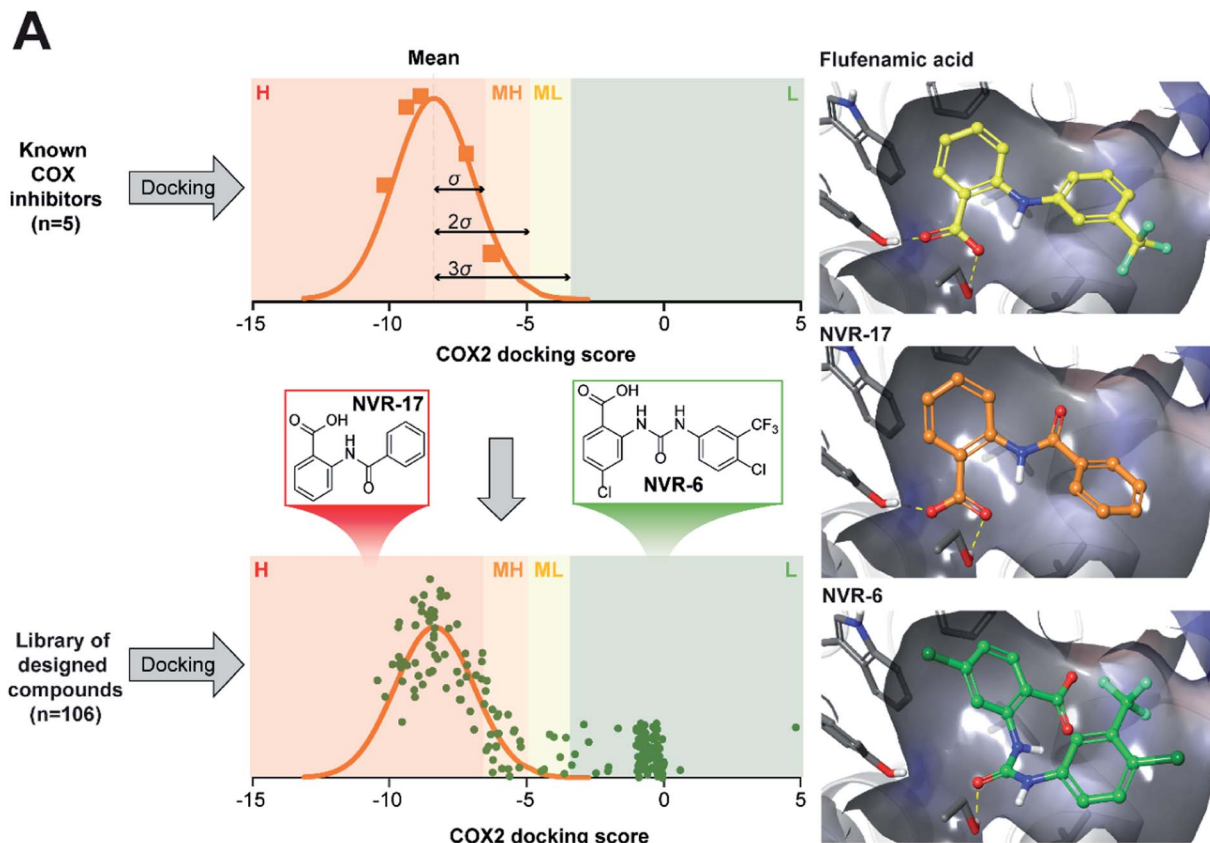 A
Mean
Flufenamic acid
H
MH
ML
L
Known
COX
inhibitors
(n=5)
Docking
σ
2σ
3σ
-15
-10
-5
0
5
COX2 docking score
NVR-17
OH
O
H
N
O
OH
O
H
N
H
N
CF3
O
Cl
Cl
NVR-6
NVR-17
H
MH
ML
L
NVR-6
Library of
designed
compounds
(n=106)
Docking
-15
-10
-5
0
5
COX2 docking score